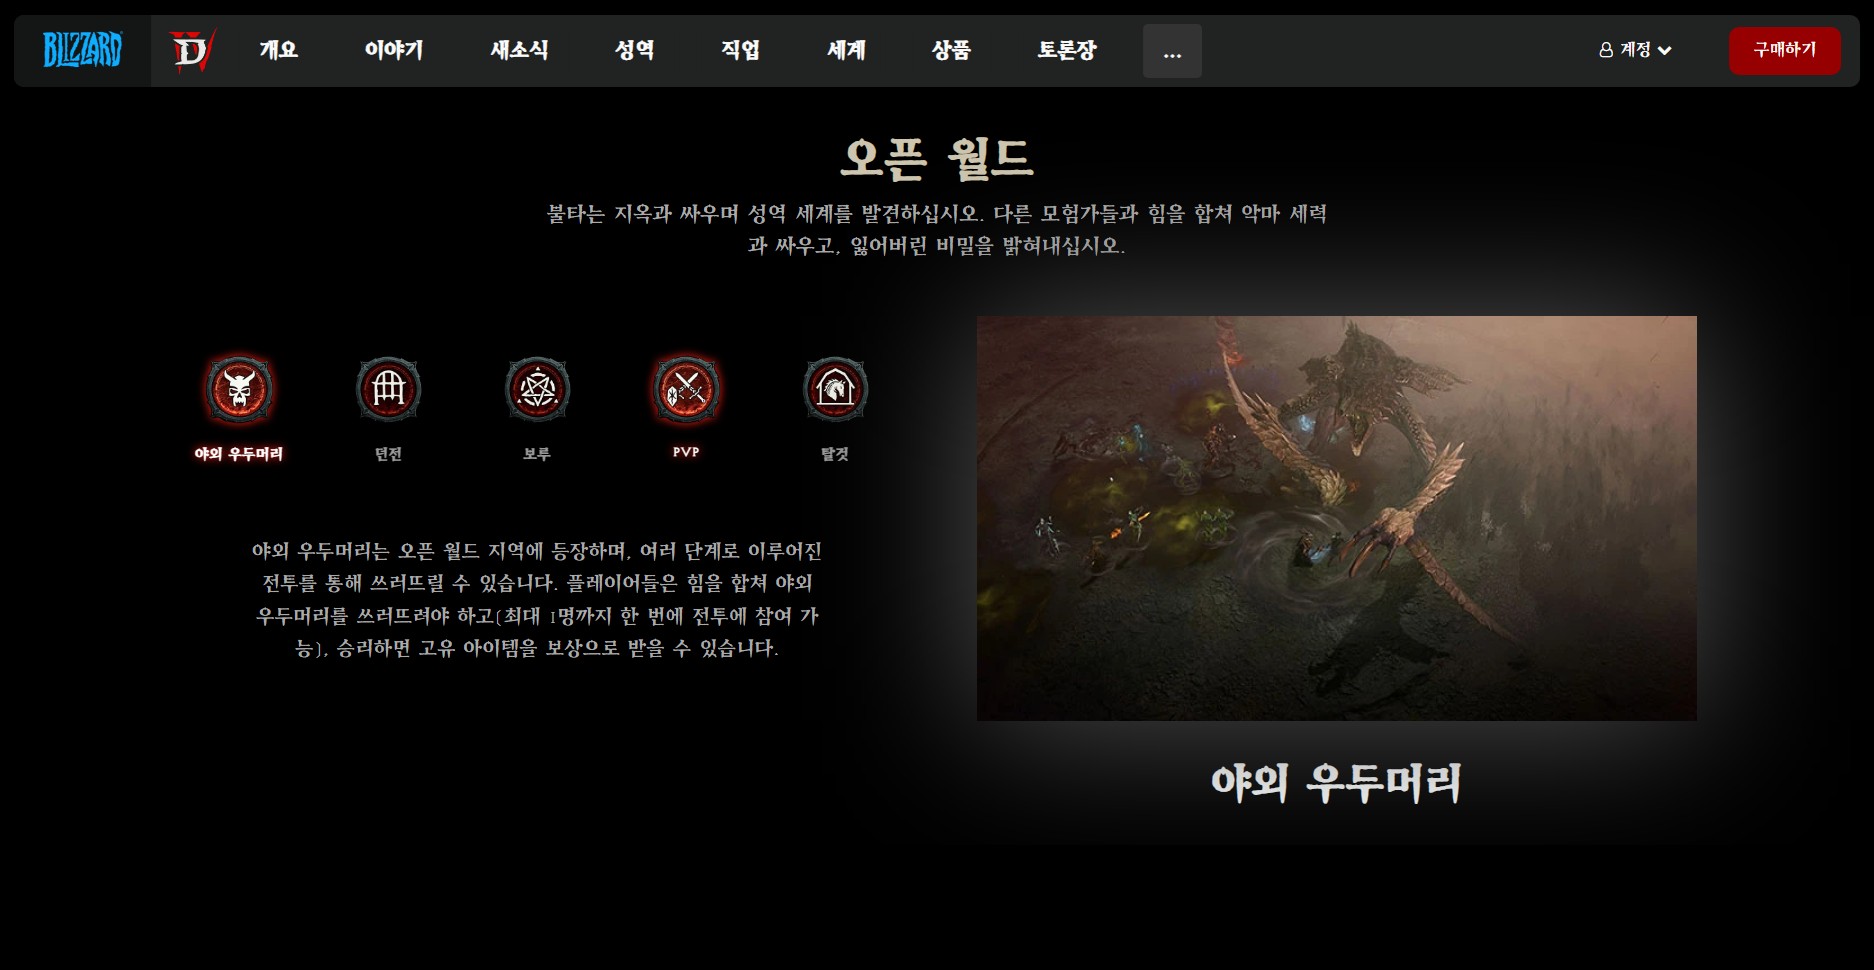 BLIZZARD
D
개요
이야기
새소식
성역
직업
세계
상품
토론장
...
계정
구매하기
오픈 월드
불타는 지옥과 싸우며 성역 세계를 발견하십시오. 다른 모험가들과 힘을 합쳐 악마 세력
과 싸우고, 잃어버린 비밀을 밝혀내십시오.
야외 우두머리
던전
보루
PVP
탈것
야외 우두머리는 오픈 월드 지역에 등장하며, 여러 단계로 이루어진
전투를 통해 쓰러뜨릴 수 있습니다. 플레이어들은 힘을 합쳐 야외
우두머리를 쓰러뜨려야 하고(최대 1명까지 한 번에 전투에 참여 가
능), 승리하면 고유 아이템을 보상으로 받을 수 있습니다.
야외 우두머리